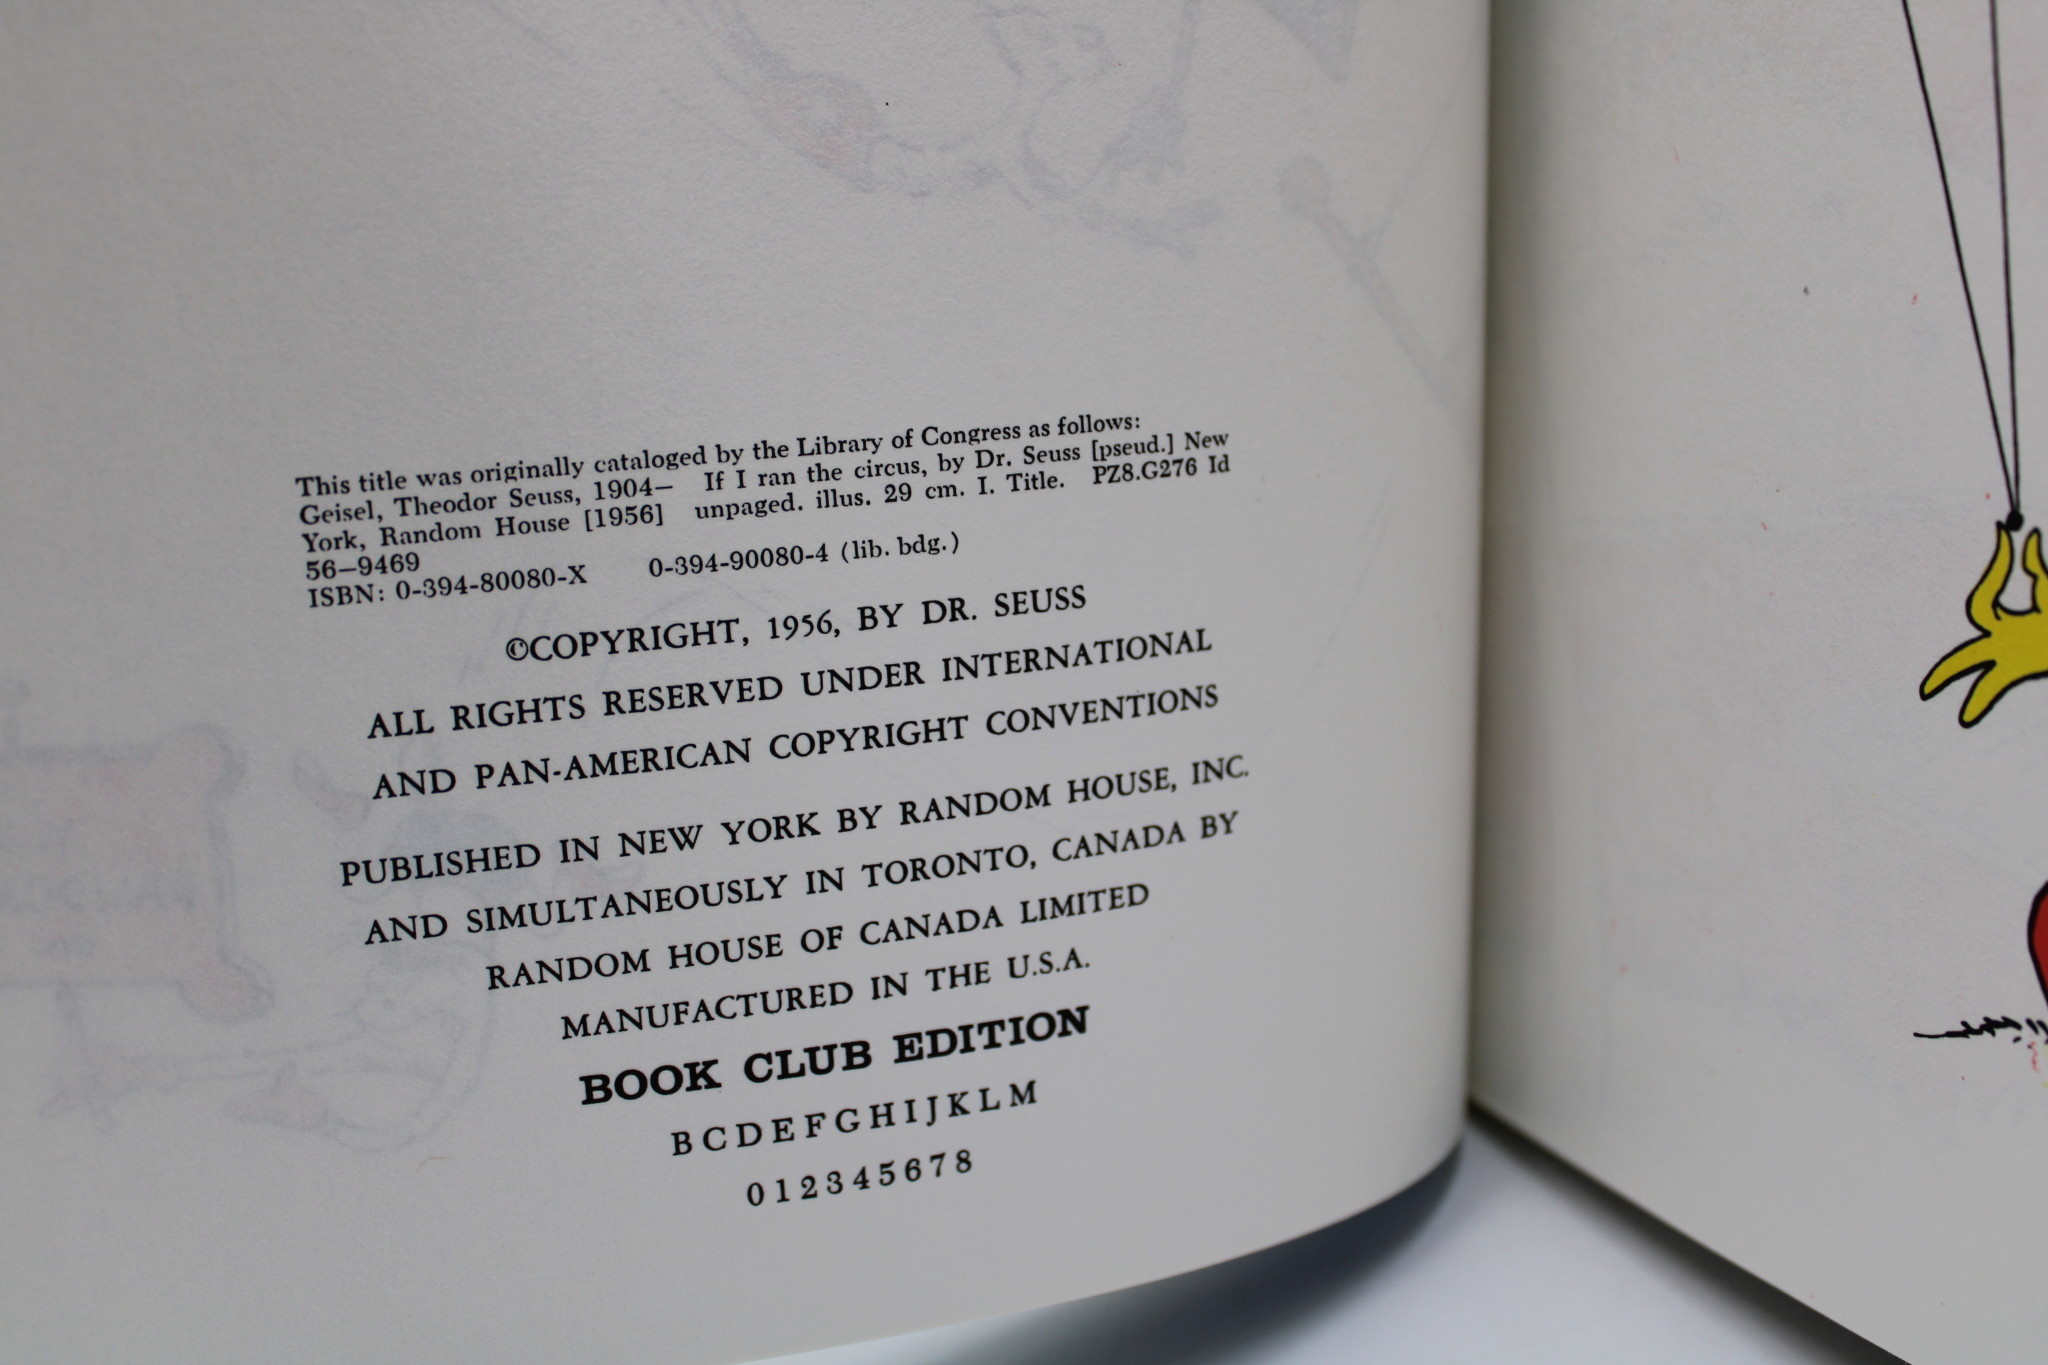 This title was originally cataloged by the Library of Congress as follows:
Geisel, Theodor Seuss, 1904– If I ran the circus, by Dr. Seuss [pseud.] New
York, Random House [1956] unpaged. illus. 29 cm. I. Title. PZ8.G276 Id
56–9469
ISBN: 0-394-80080-X 0-394-90080-4 (lib. bdg.)
©COPYRIGHT, 1956, BY DR. SEUSS
ALL RIGHTS RESERVED UNDER INTERNATIONAL
AND PAN-AMERICAN COPYRIGHT CONVENTIONS
PUBLISHED IN NEW YORK BY RANDOM HOUSE, INC.
AND SIMULTANEOUSLY IN TORONTO, CANADA BY
RANDOM HOUSE OF CANADA LIMITED
MANUFACTURED IN THE U.S.A.
BOOK CLUB EDITION
B C D E F G H I J K L M
0 1 2 3 4 5 6 7 8